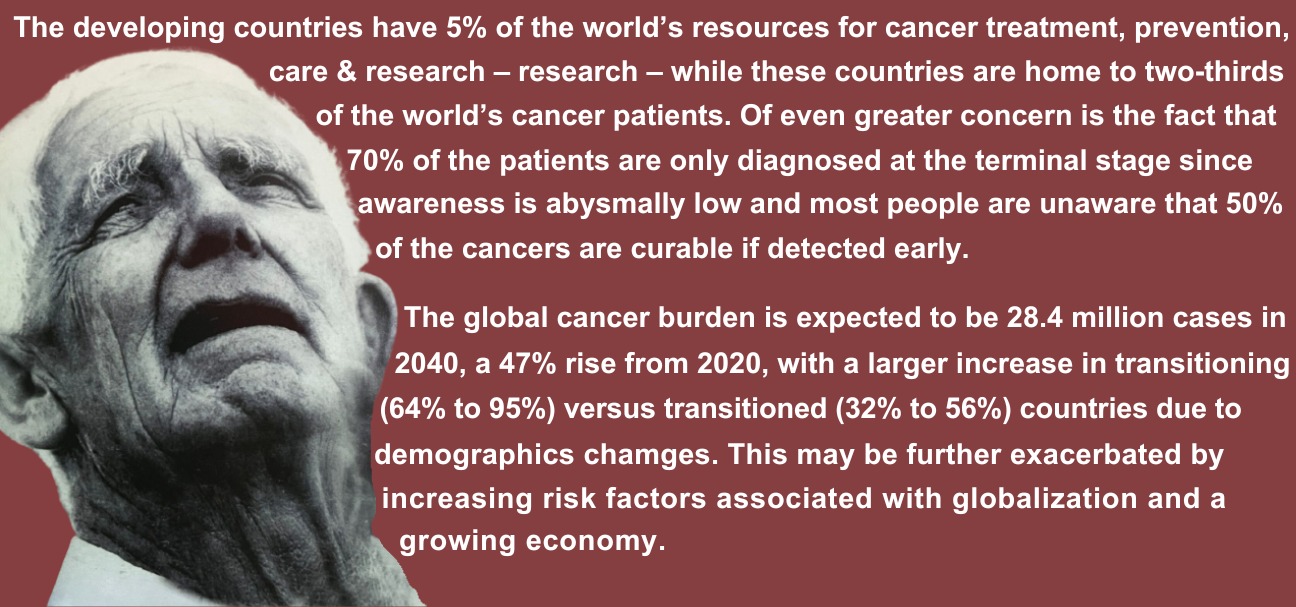 The developing countries have 5% of the world’s resources for cancer treatment, prevention,
care & research – research – while these countries are home to two-thirds
of the world’s cancer patients. Of even greater concern is the fact that
70% of the patients are only diagnosed at the terminal stage since
awareness is abysmally low and most people are unaware that 50%
of the cancers are curable if detected early.
The global cancer burden is expected to be 28.4 million cases in
2040, a 47% rise from 2020, with a larger increase in transitioning
(64% to 95%) versus transitioned (32% to 56%) countries due to
demographics chamges. This may be further exacerbated by
increasing risk factors associated with globalization and a
growing economy.